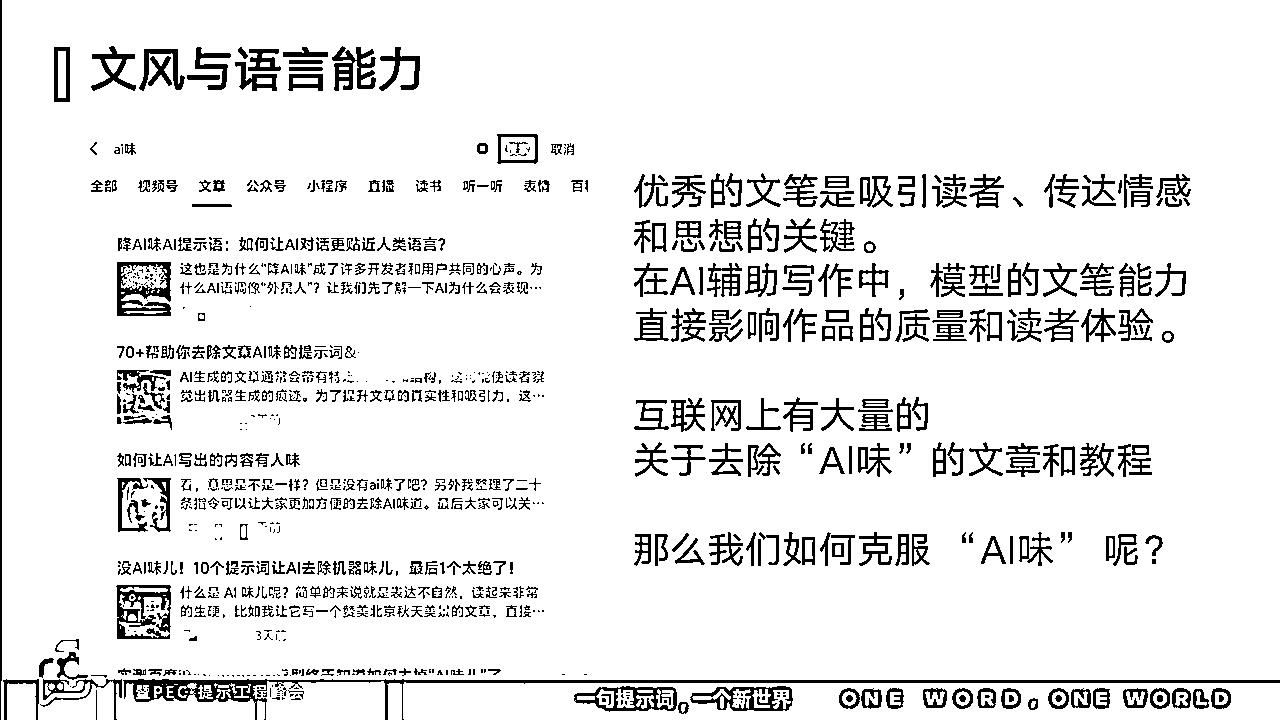 文风与语言能力
ai味
取消
全部 视频号 文章 公众号 小程序 直播 读书 听一听 表情
降AI味AI提示语：如何让AI对话更贴近人类语言？
这也是为什么“降AI味”成了许多开发者和用户共同的心声。为
什么AI语调像“外星人”？让我们先了解一下AI为什么会表现…
70+帮助你去除文章AI味的提示词&
AI生成的文章通常会带有特定 结构，这可能使读者察
觉出机器生成的痕迹。为了提升文章的真实性和吸引力，这…
如何让AI写出的内容有人味
看，意思是不是一样？但是没有ai味了吧？另外我整理了二十
条指令可以让大家更加方便的去除AI味道。最后大家可以关…
天前
没AI味儿！10个提示词让AI去除机器味儿，最后1个太绝了！
什么是 AI 味儿呢？简单的来说就是表达不自然，读起来非常
的生硬，比如我让它写一个赞美北京秋天美景的文章，直接…
3天前
优秀的文笔是吸引读者、传达情感
和思想的关键。
在AI辅助写作中，模型的文笔能力
直接影响作品的质量和读者体验。
互联网上有大量的
关于去除“AI味”的文章和教程
那么我们如何克服 “AI味” 呢？
PEC·提示工程峰会
一句提示词。一个新世界
ONE WORD。ONE WORLD